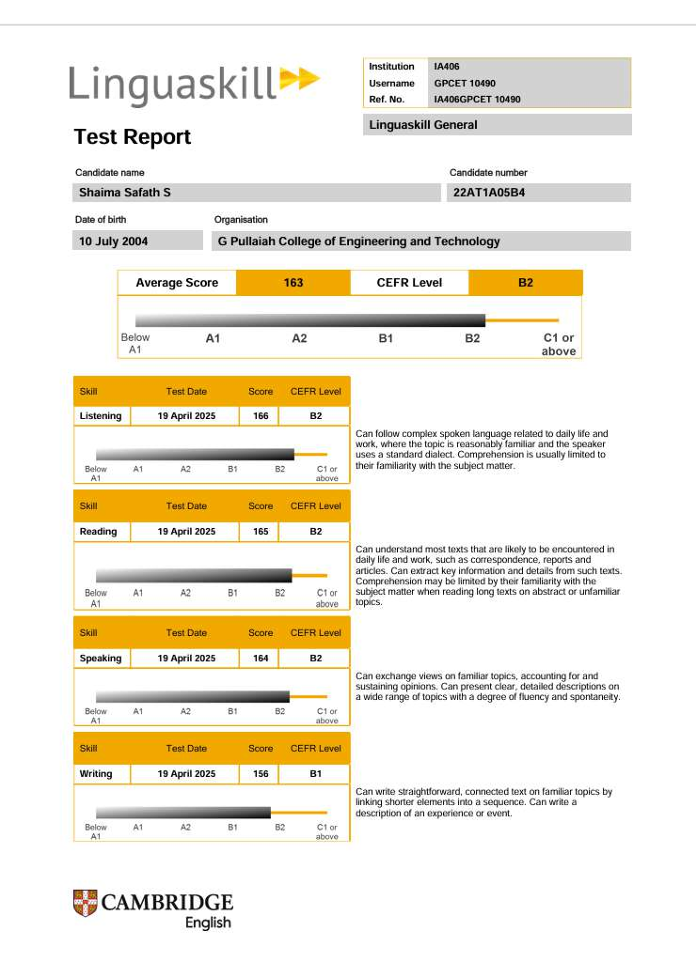 Linguaskill
Institution IA406
Username GPCET 10490
Ref. No. IA406GPCET 10490
Linguaskill General
Test Report
Candidate name Candidate number
Shaima Safath S 22AT1A05B4
Date of birth Organisation
10 July 2004 G Pullaiah College of Engineering and Technology
Average Score 163 CEFR Level B2
Below A1 A1 A2 B1 B2 C1 or above
Skill Test Date Score CEFR Level
Listening 19 April 2025 166 B2
Below A1 A1 A2 B1 B2 C1 or above
Can follow complex spoken language related to daily life and
work, where the topic is reasonably familiar and the speaker
uses a standard dialect. Comprehension is usually limited to
their familiarity with the subject matter.
Skill Test Date Score CEFR Level
Reading 19 April 2025 165 B2
Below A1 A1 A2 B1 B2 C1 or above
Can understand most texts that are likely to be encountered in
daily life and work, such as correspondence, reports and
articles. Can extract key information and details from such texts.
Comprehension may be limited by their familiarity with the
subject matter when reading long texts on abstract or unfamiliar
topics.
Skill Test Date Score CEFR Level
Speaking 19 April 2025 164 B2
Below A1 A1 A2 B1 B2 C1 or above
Can exchange views on familiar topics, accounting for and
sustaining opinions. Can present clear, detailed descriptions on
a wide range of topics with a degree of fluency and spontaneity.
Skill Test Date Score CEFR Level
Writing 19 April 2025 156 B1
Below A1 A1 A2 B1 B2 C1 or above
Can write straightforward, connected text on familiar topics by
linking shorter elements into a sequence. Can write a
description of an experience or event.
CAMBRIDGE
English